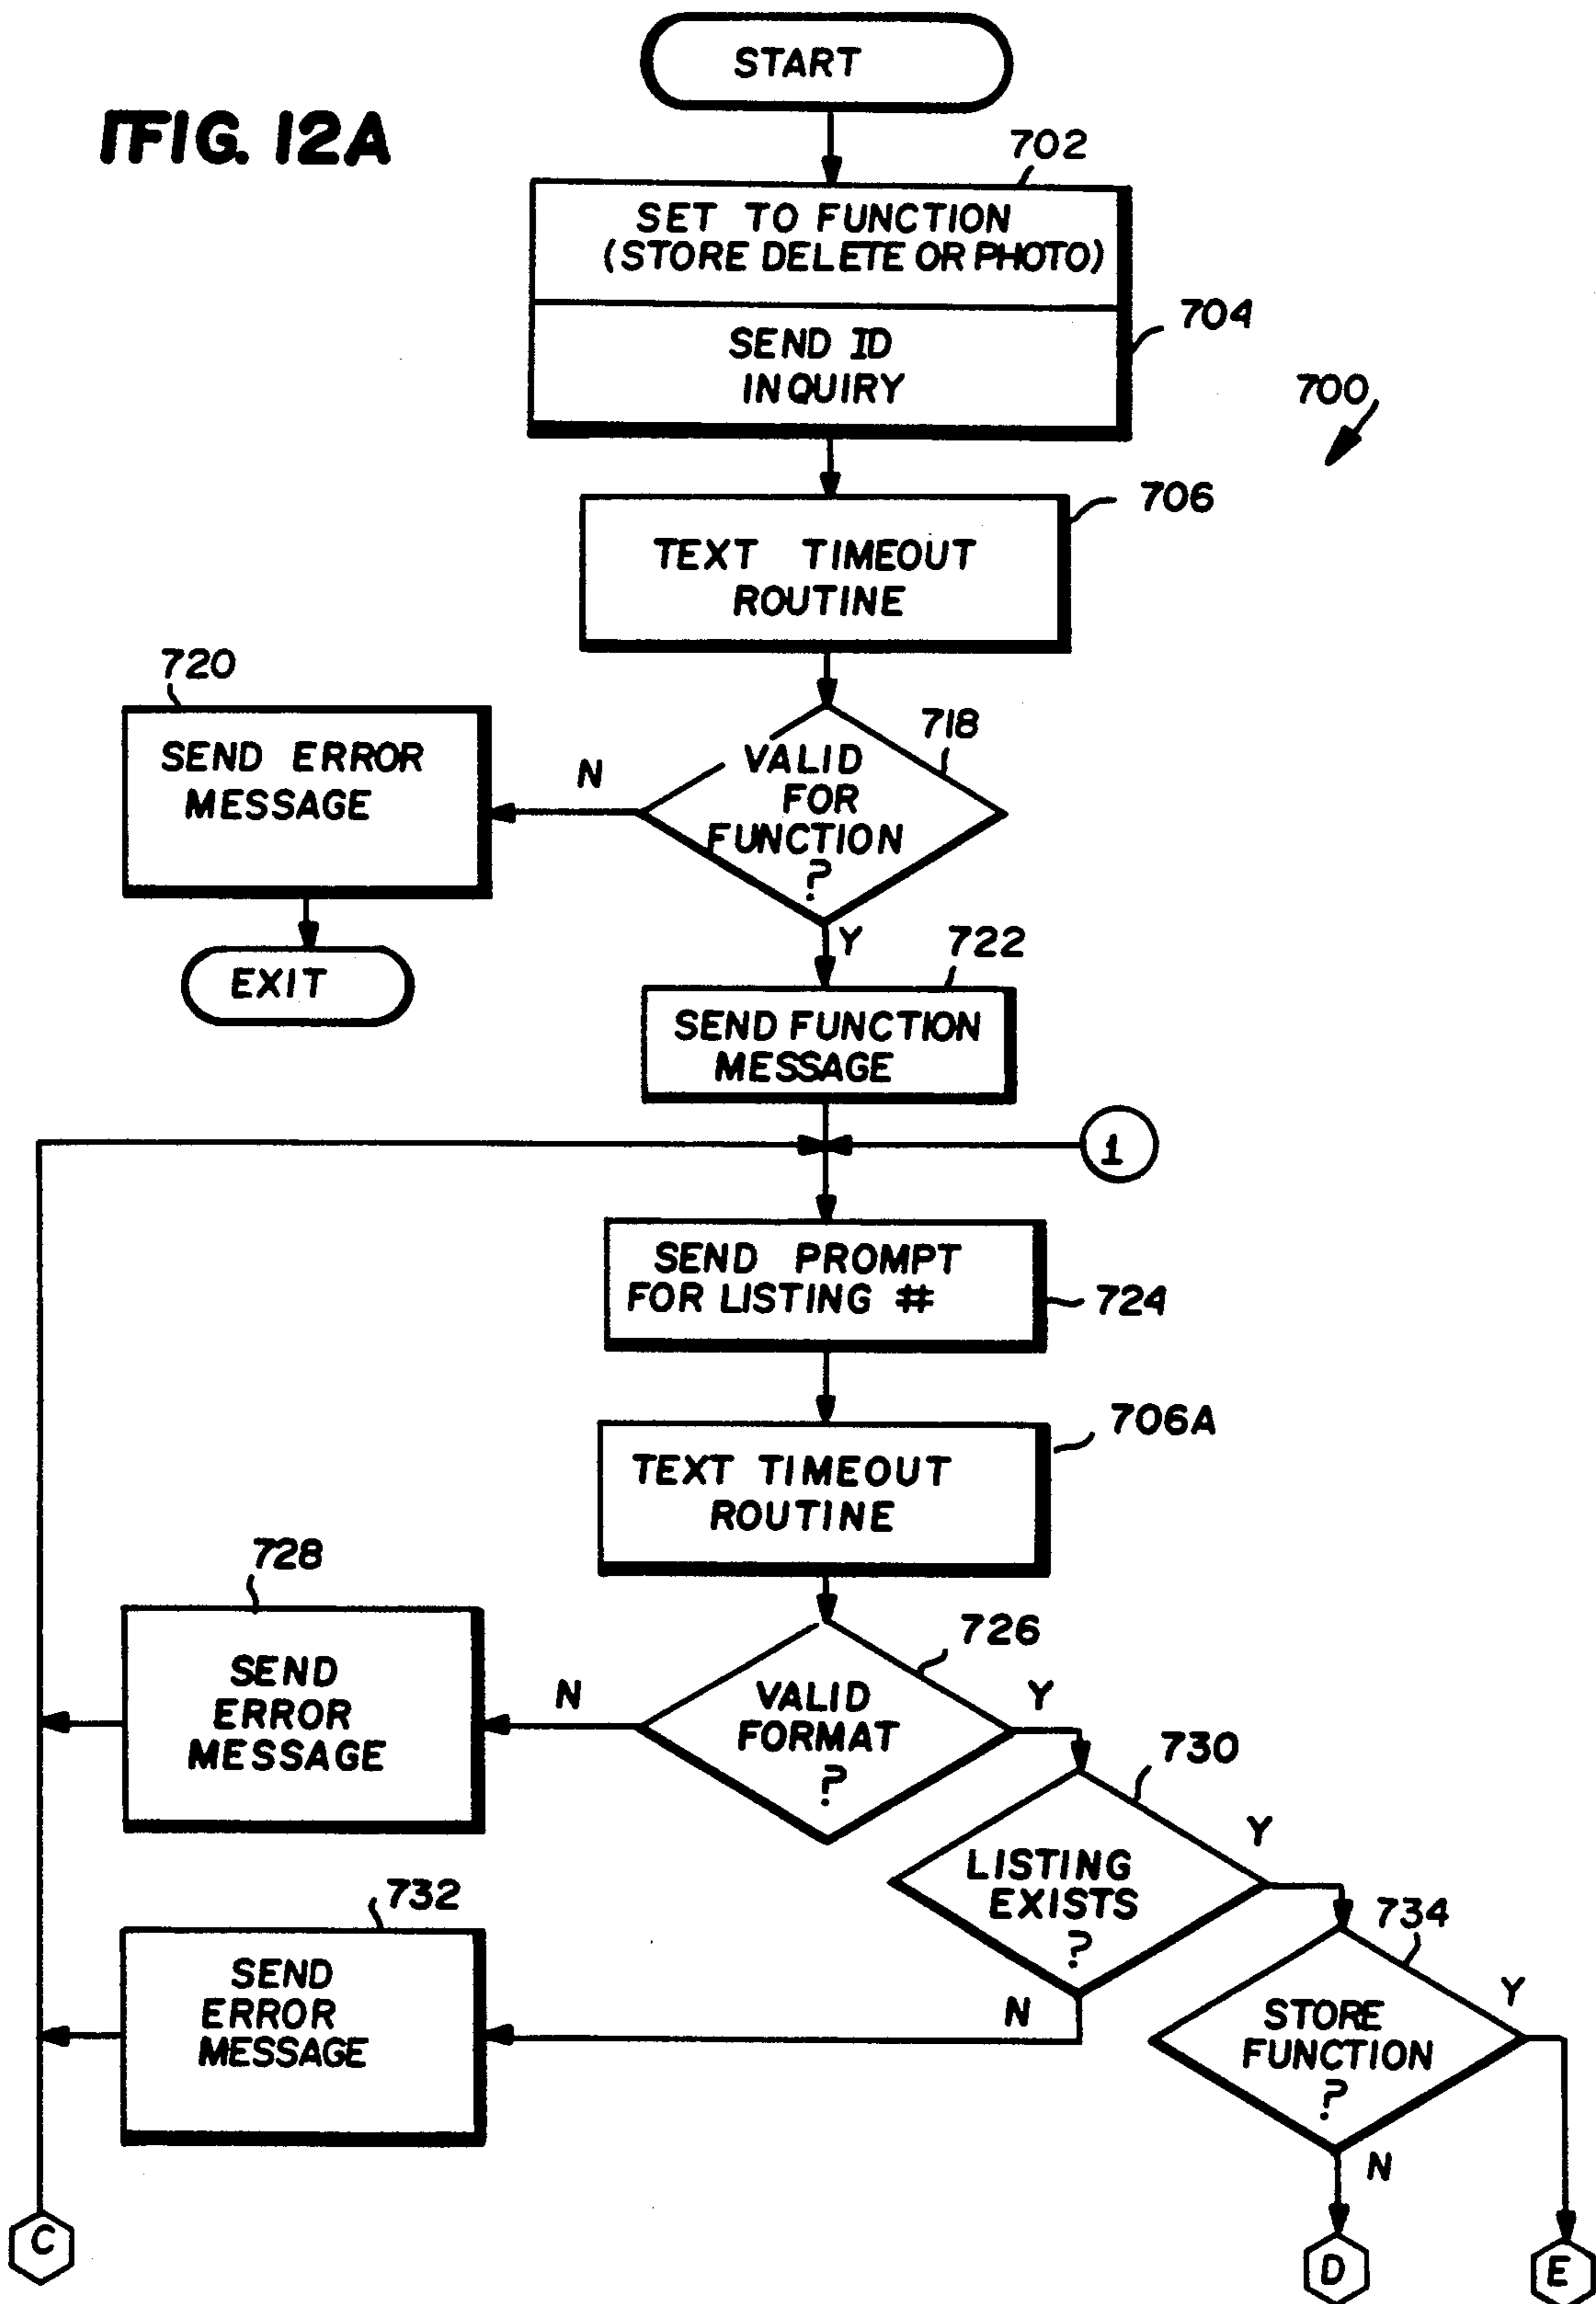 START
FIG. 12A
702
SET TO FUNCTION
(STORE DELETE OR PHOTO)
704
SEND ID
INQUIRY
700
706
TEXT TIMEOUT
ROUTINE
720
SEND ERROR
MESSAGE
N
718
VALID
FOR
FUNCTION
?
EXIT
Y
722
SEND FUNCTION
MESSAGE
1
SEND PROMPT
FOR LISTING #
724
706A
TEXT TIMEOUT
ROUTINE
728
SEND
ERROR
MESSAGE
N
726
VALID
FORMAT
?
Y
730
LISTING
EXISTS
?
Y
N
732
SEND
ERROR
MESSAGE
734
STORE
FUNCTION
?
Y
N
C
D
E